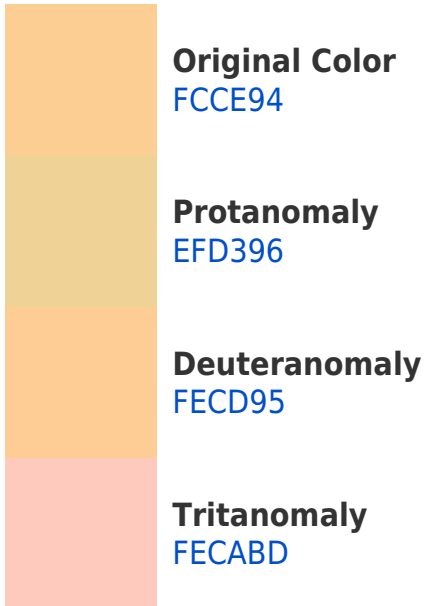 Original Color
FCCE94
Protanomaly
EFD396
Deuteranomaly
FECD95
Tritanomaly
FECABD